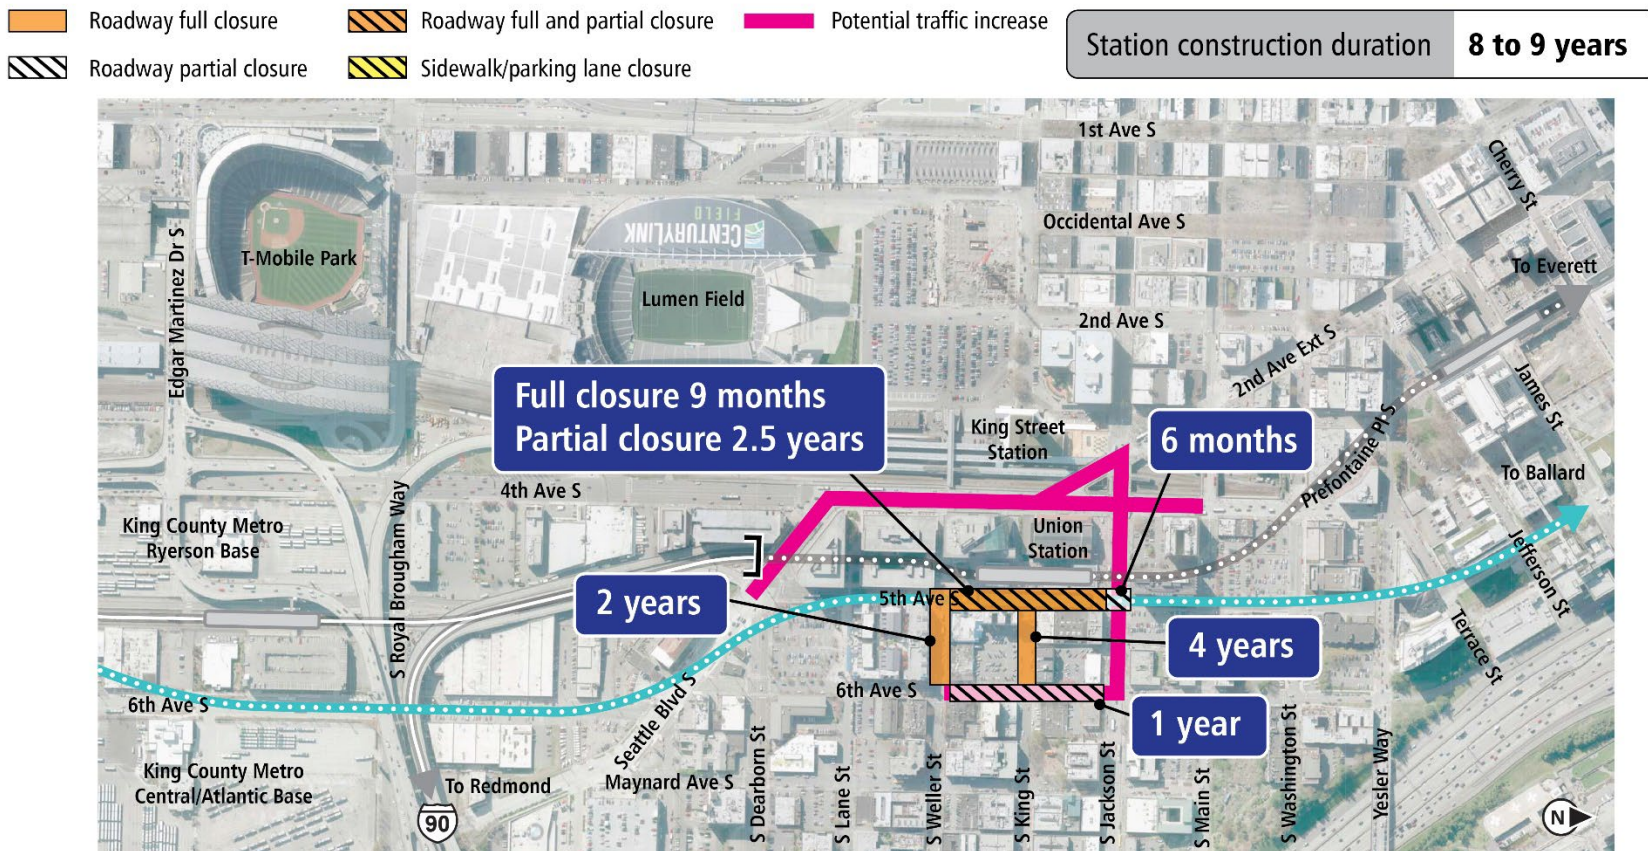 Roadway full closure
Roadway full and partial closure
Potential traffic increase
Roadway partial closure
Sidewalk/parking lane closure
Station construction duration
8 to 9 years
1st Ave S
Cherry St
Occidental Ave S
Edgar Martinez Dr S
T-Mobile Park
CENTURYLINK
FIELD
Lumen Field
To Everett
2nd Ave S
2nd Ave Ext S
James St
Full closure 9 months
Partial closure 2.5 years
King Street
Station
6 months
Prefontaine Pl S
To Ballard
4th Ave S
S Royal Brougham Way
King County Metro
Ryerson Base
Union
Station
Jefferson St
2 years
5th Ave S
4 years
Terrace St
6th Ave S
6th Ave S
Seattle Blvd S
1 year
King County Metro
Central/Atlantic Base
To Redmond
90
Maynard Ave S
S Dearborn St
S Lane St
S Weller St
S King St
S Jackson St
S Main St
S Washington St
Yesler Way
N